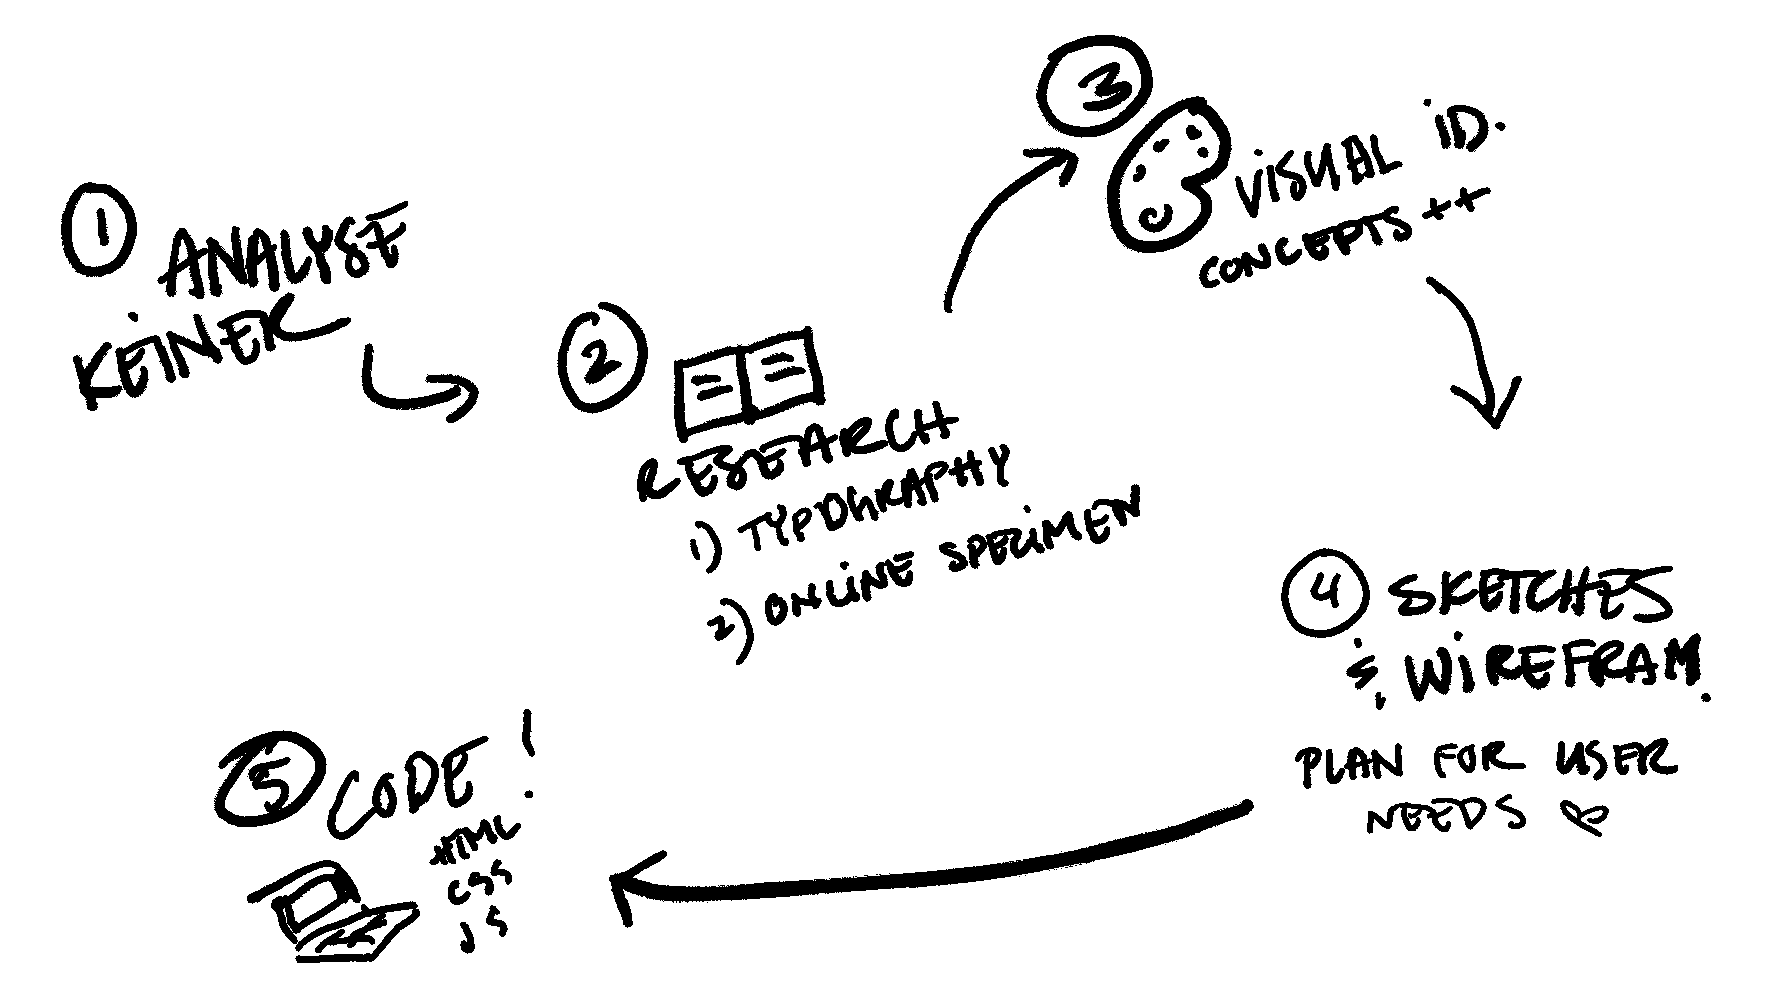 1 ANALYSE
KEINER
2
RESEARCH
1) TYPOGRAPHY
2) ONLINE SPECIMEN
3 VISUAL ID.
CONCEPTS ++
4 SKETCHES
& WIREFRAM.
PLAN FOR USER
NEEDS
5 CODE!
HTML
CSS
JS